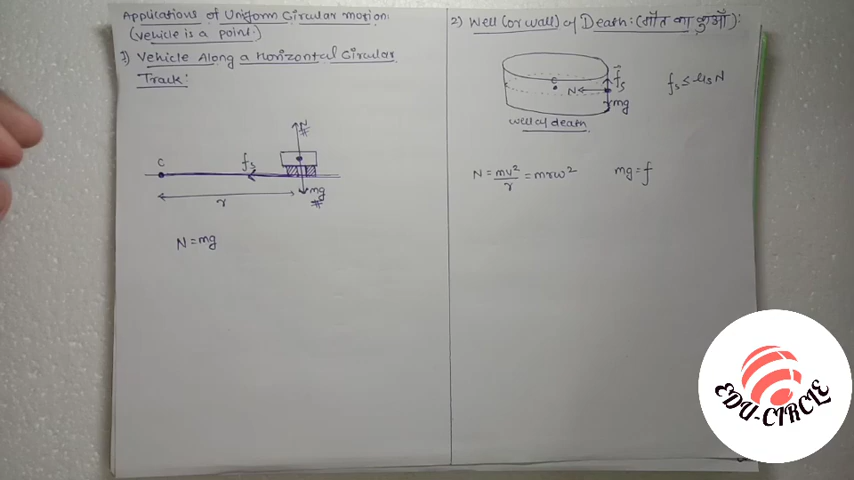 Applications of Uniform Circular motion:
(vehicle is a point)
1) Vehicle Along a Horizontal Circular
Track:
N
C
fs
mg
r
N = mg
2) Well (or wall) of Death: (मौत का कुआँ):
C
N
fs
mg
fs ≤ μs N
Well of death
N = mv²/r = mrω²
mg = f
EDU-CIRCLE